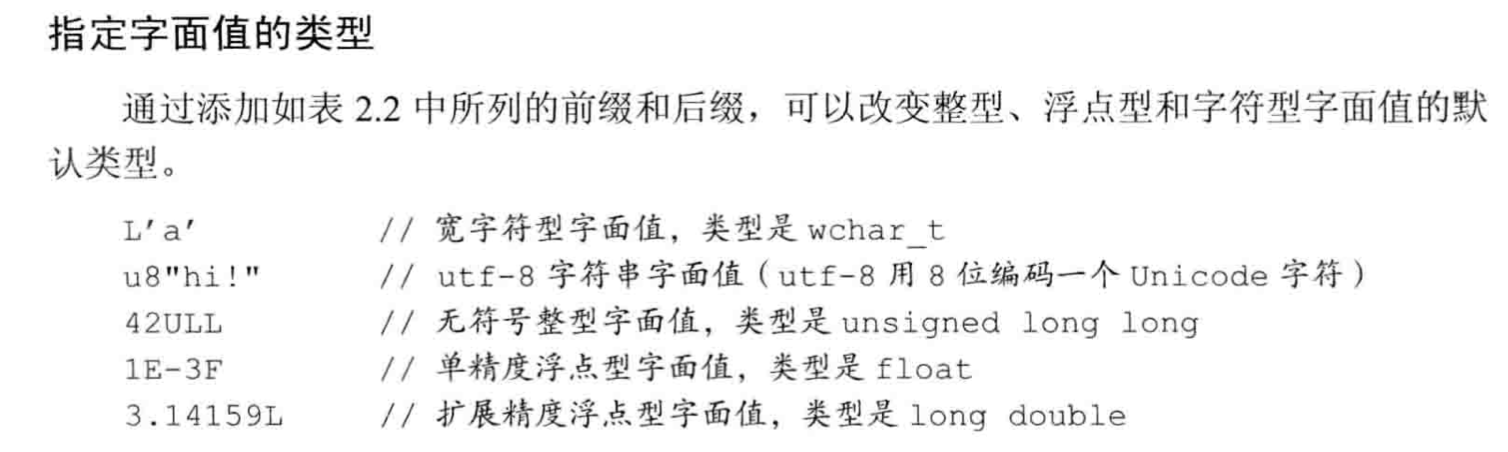 指定字面值的类型
通过添加如表 2.2 中所列的前缀和后缀，可以改变整型、浮点型和字符型字面值的默
认类型。
L'a' // 宽字符型字面值，类型是 wchar_t
u8"hi!" // utf-8 字符串字面值（utf-8 用 8 位编码一个 Unicode 字符）
42ULL // 无符号整型字面值，类型是 unsigned long long
1E-3F // 单精度浮点型字面值，类型是 float
3.14159L // 扩展精度浮点型字面值，类型是 long double